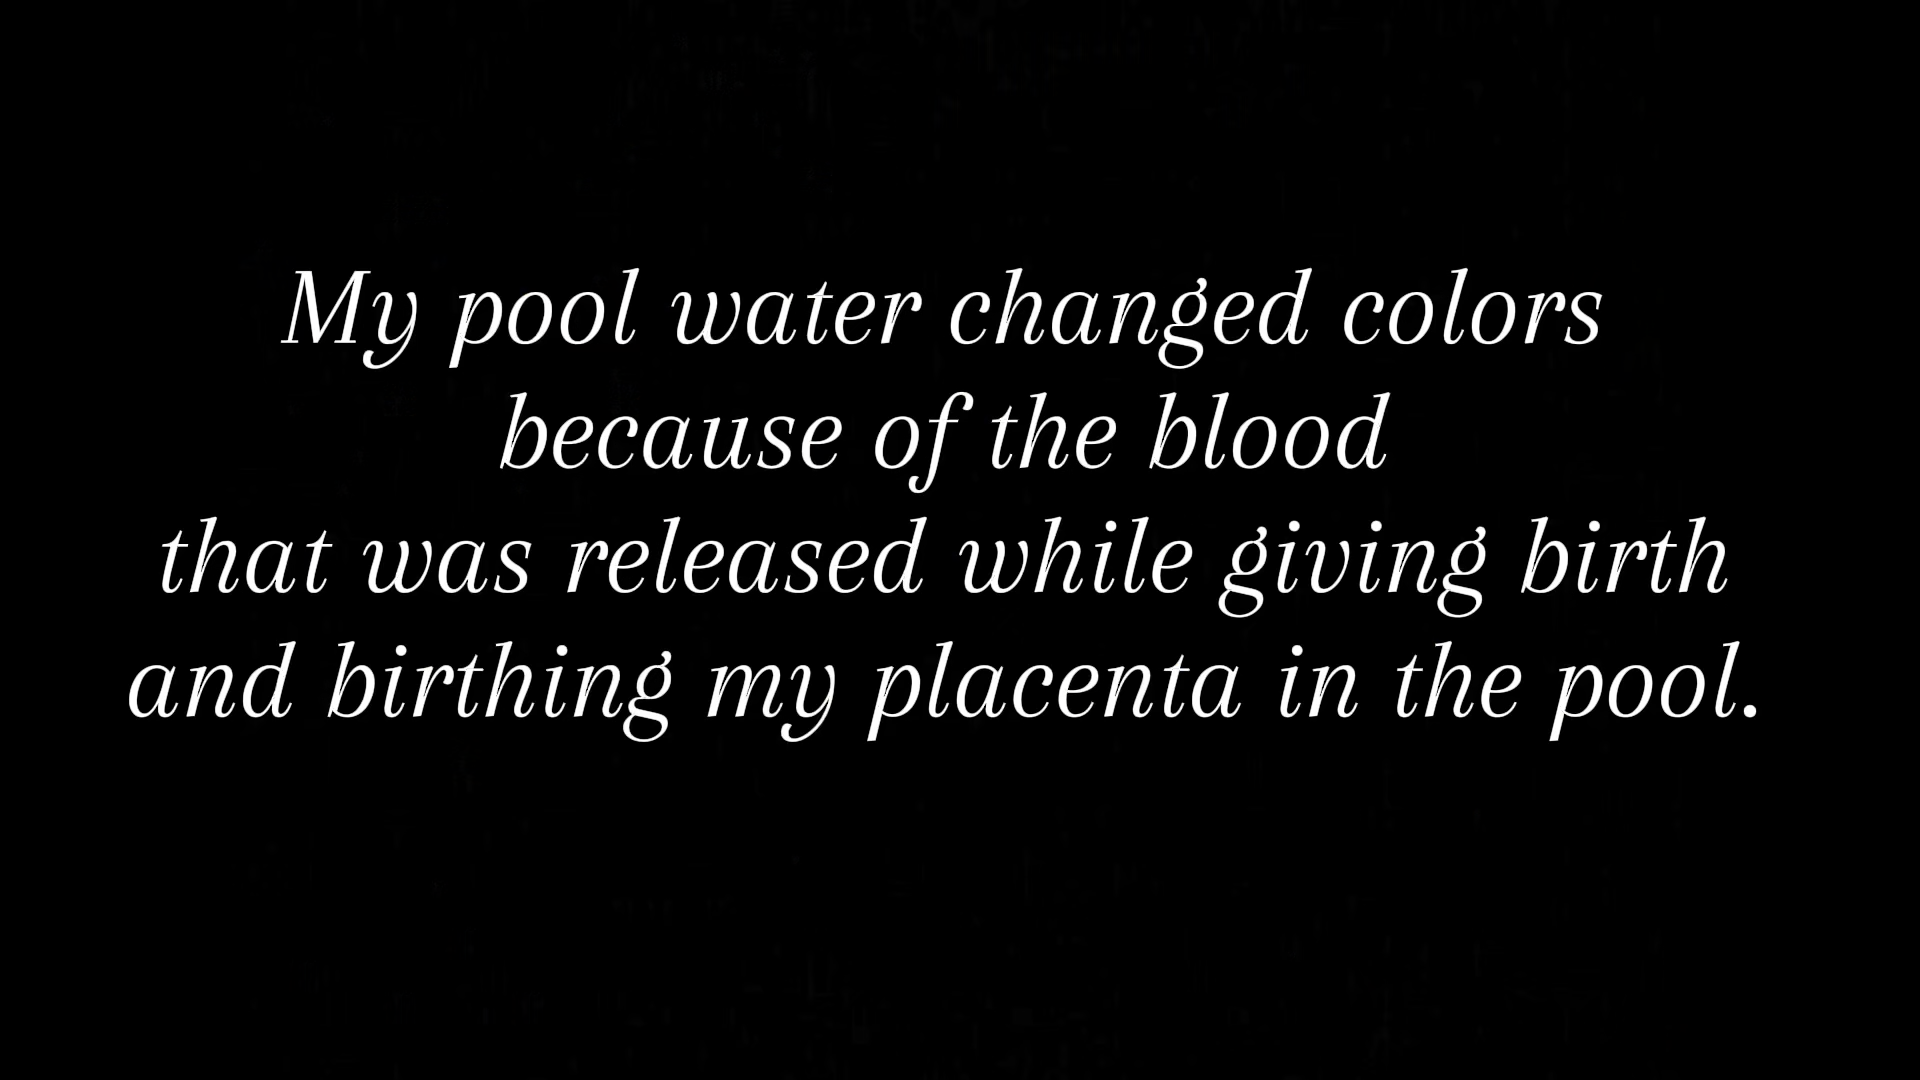 My pool water changed colors
because of the blood
that was released while giving birth
and birthing my placenta in the pool.